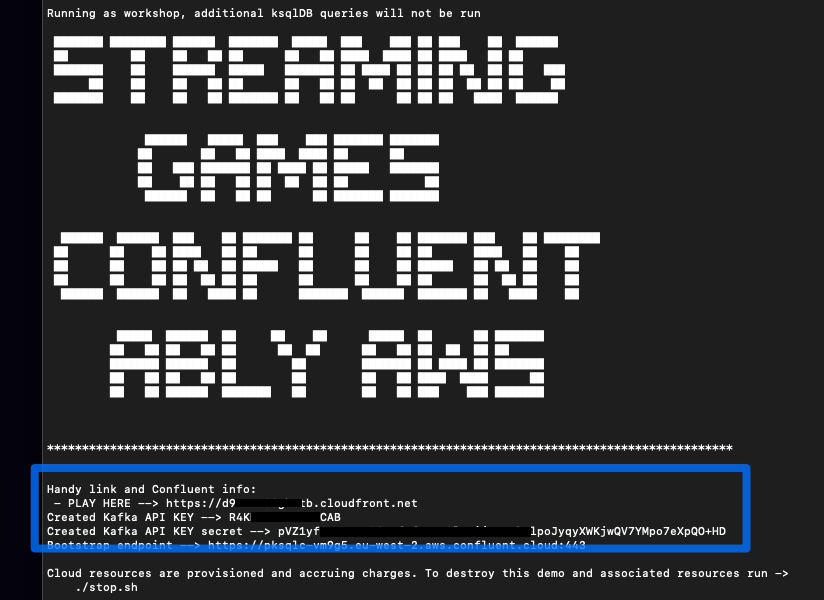 Running as workshop, additional ksqlDB queries will not be run
STREAMING
GAMES
CONFLUENT
ABLY AWS
**************************************************************************************************
Handy link and Confluent info:
- PLAY HERE --> https://d9 tb.cloudfront.net
Created Kafka API KEY --> R4K CAB
Created Kafka API KEY secret --> pVZ1yf lpoJyqyXWKjwQV7YMpo7eXpQO+HD
Bootstrap endpoint --> https://pksqlc-vm9g5.eu-west-2.aws.confluent.cloud:443
Cloud resources are provisioned and accruing charges. To destroy this demo and associated resources run ->
./stop.sh